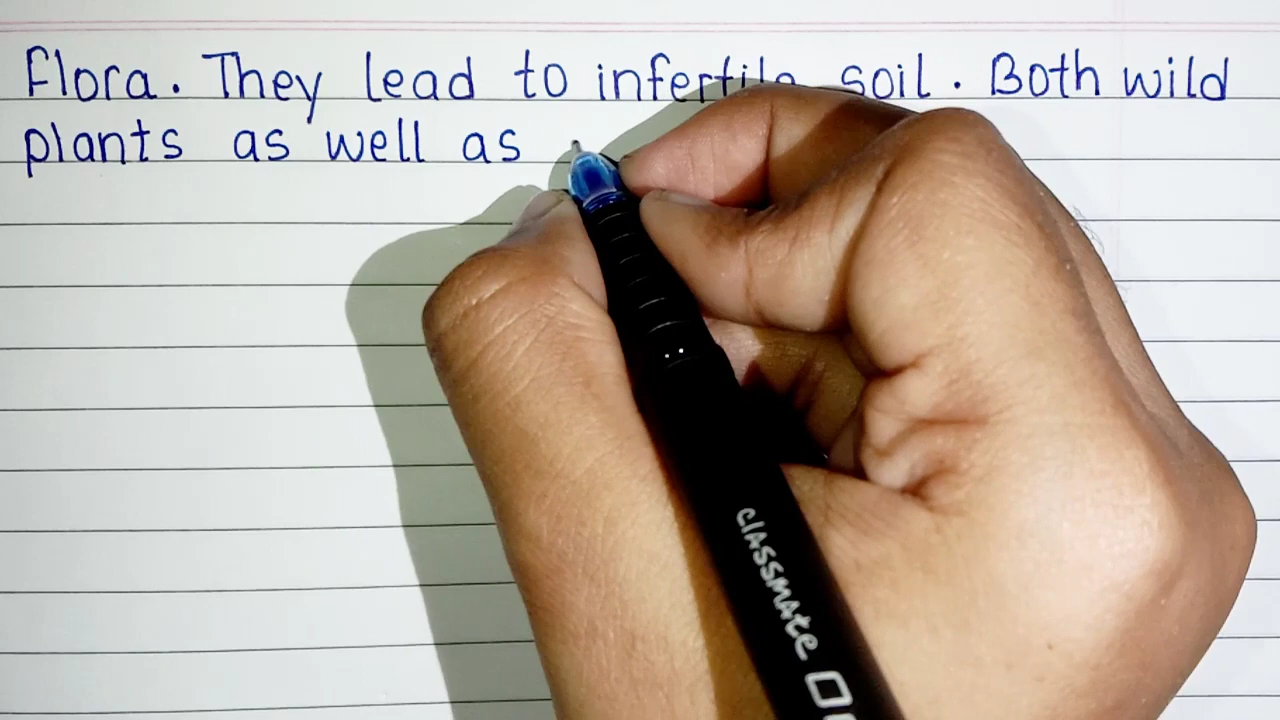 Flora. They lead to infertile soil. Both wild
plants as well as
classmate